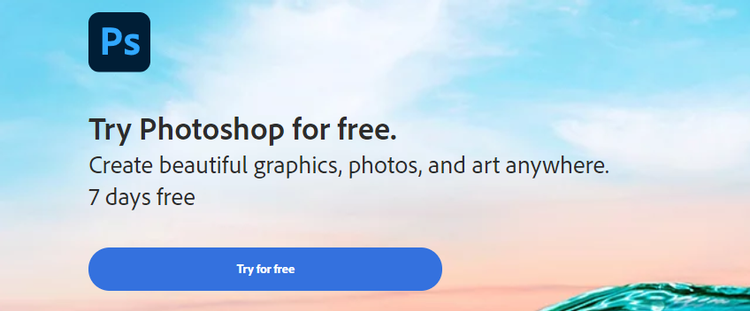 Ps
Try Photoshop for free.
Create beautiful graphics, photos, and art anywhere.
7 days free
Try for free